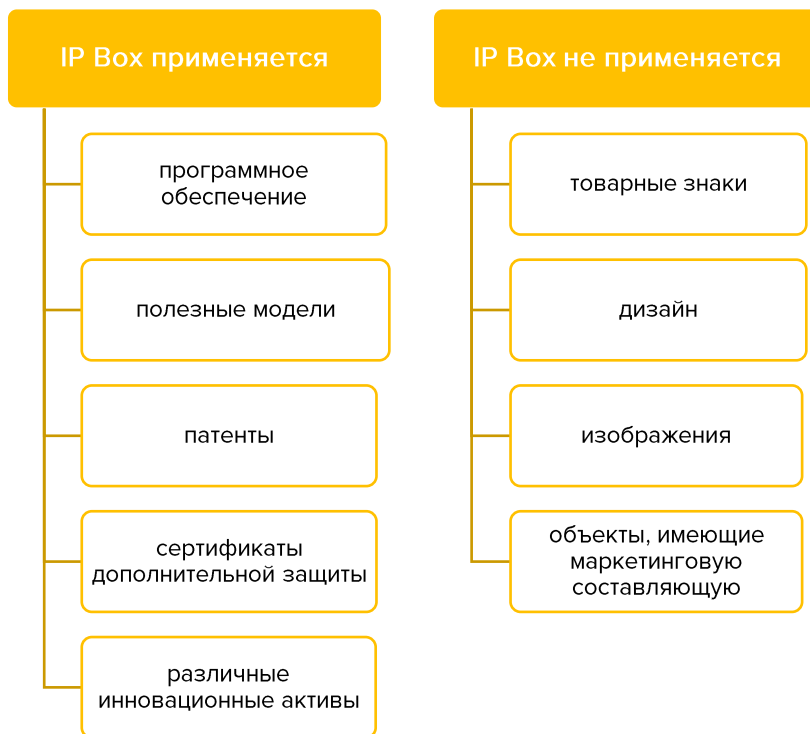 IP Box применяется
программное
обеспечение
полезные модели
патенты
сертификаты
дополнительной защиты
различные
инновационные активы
IP Box не применяется
товарные знаки
дизайн
изображения
объекты, имеющие
маркетинговую
составляющую